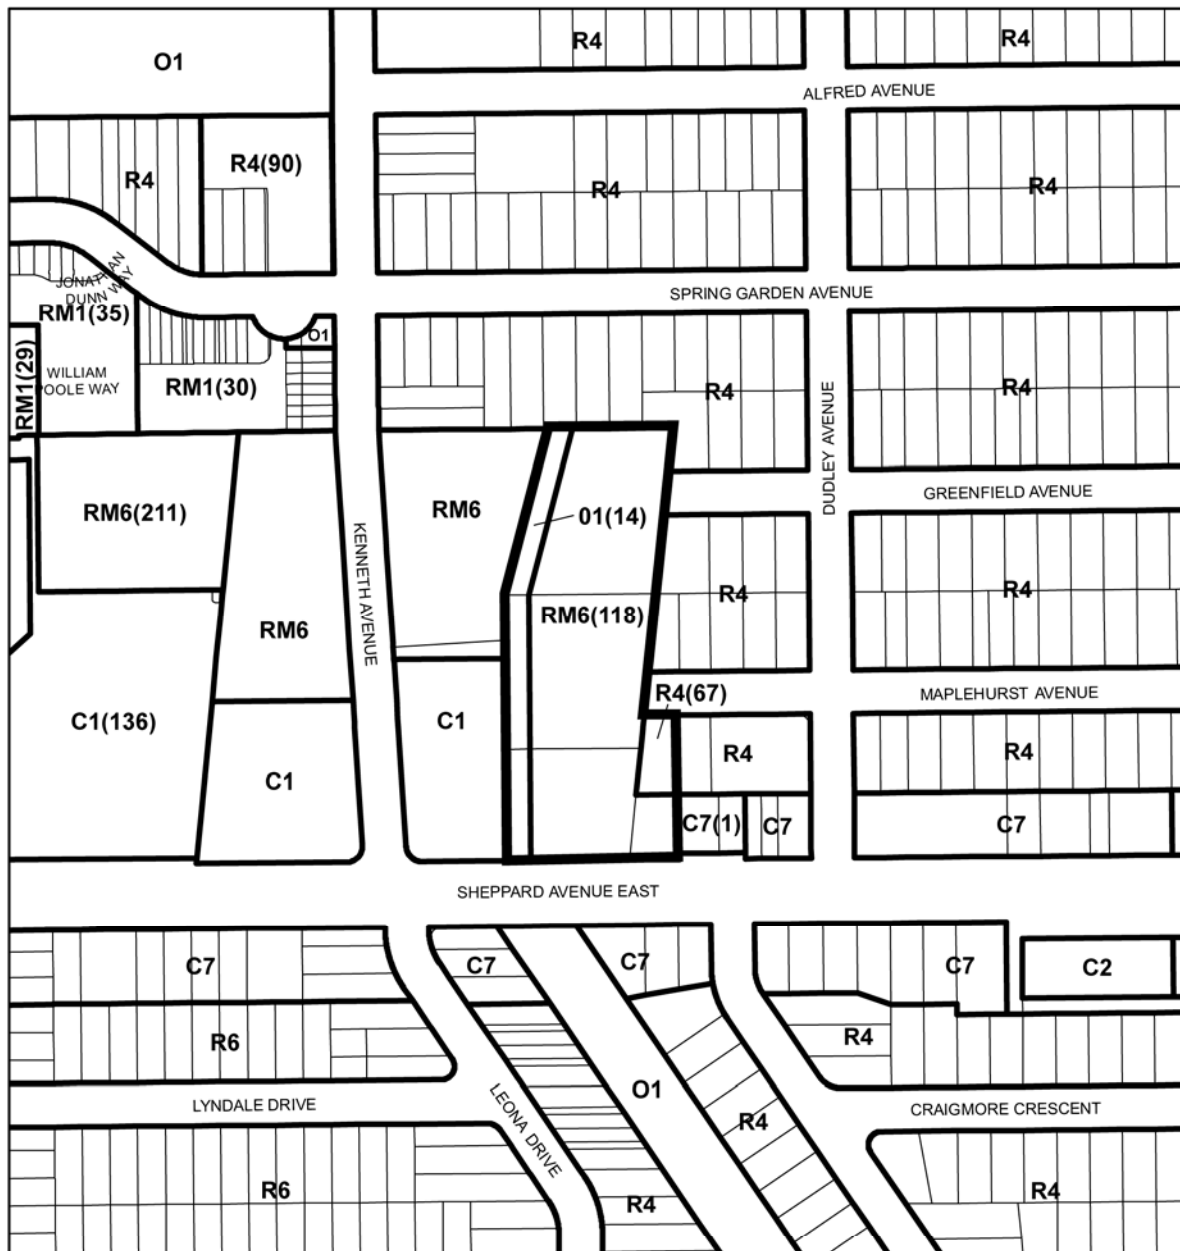 R4
R4
O1
ALFRED AVENUE
R4(90)
R4
R4
R4
JONATHAN
DUNN WAY
SPRING GARDEN AVENUE
RM1(35)
O1
RM1(29)
WILLIAM
POOLE WAY
RM1(30)
R4
R4
DUDLEY AVENUE
GREENFIELD AVENUE
RM6(211)
RM6
01(14)
KENNETH AVENUE
R4
R4
RM6
RM6(118)
R4(67)
MAPLEHURST AVENUE
C1(136)
C1
R4
R4
C1
C7(1)
C7
C7
SHEPPARD AVENUE EAST
C7
C7
C7
C7
C2
R6
R4
O1
LYNDALE DRIVE
LEONA DRIVE
R4
CRAIGMORE CRESCENT
R6
R4
R4